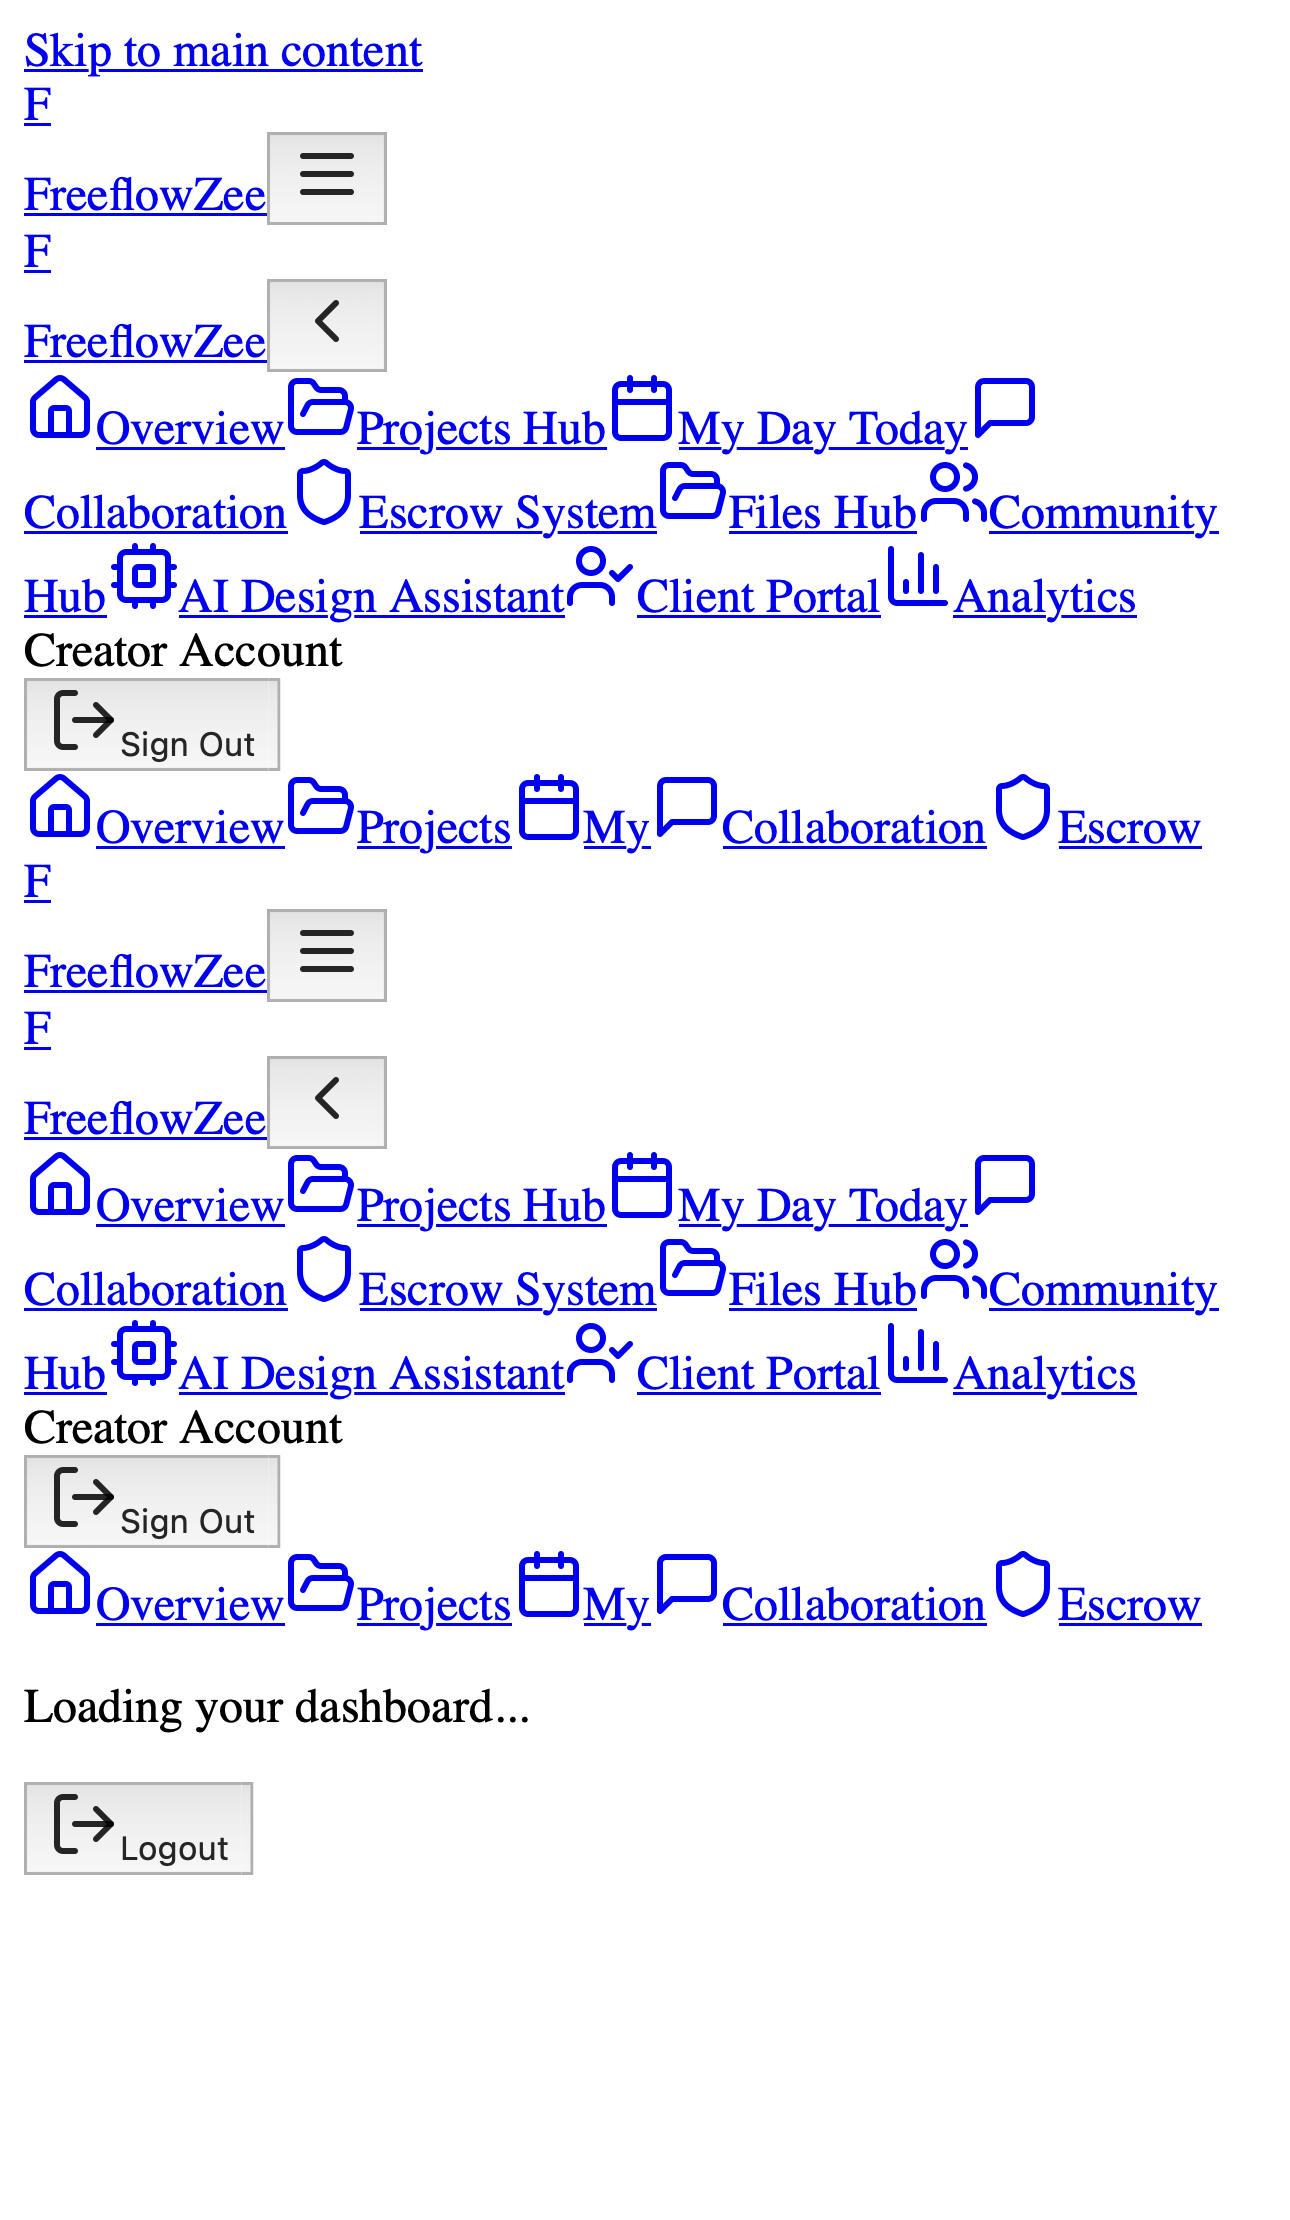 Skip to main content
F
FreeflowZee
F
FreeflowZee
Overview Projects Hub My Day Today
Collaboration Escrow System Files Hub Community
Hub AI Design Assistant Client Portal Analytics
Creator Account
Sign Out
Overview Projects My Collaboration Escrow
F
FreeflowZee
F
FreeflowZee
Overview Projects Hub My Day Today
Collaboration Escrow System Files Hub Community
Hub AI Design Assistant Client Portal Analytics
Creator Account
Sign Out
Overview Projects My Collaboration Escrow
Loading your dashboard...
Logout